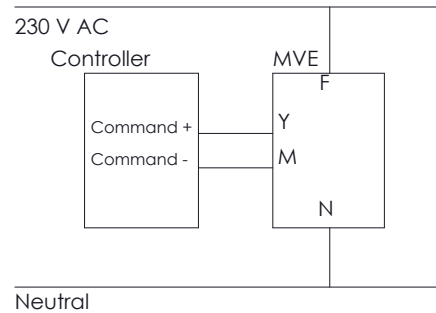 230 V AC
Controller
MVE
F
Command +
Y
Command -
M
N
Neutral